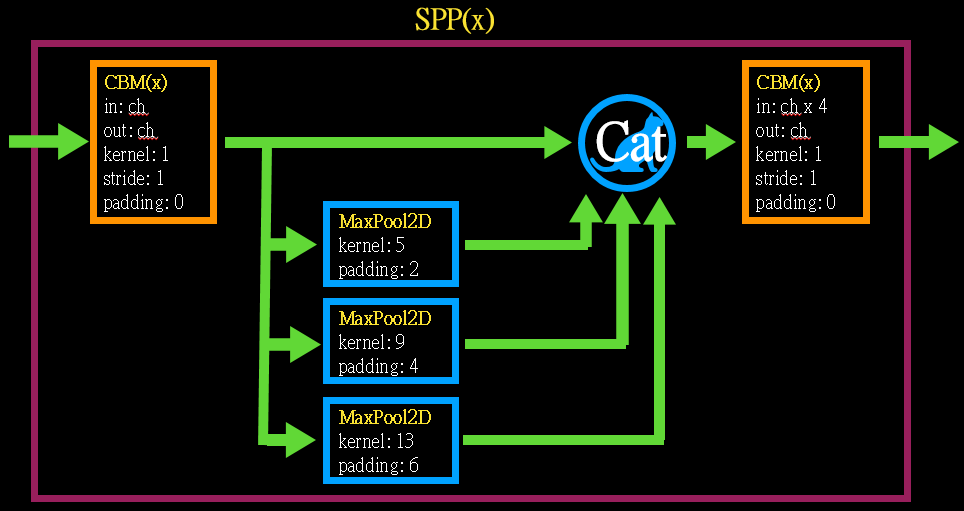 SPP(x)
CBM(x)
in: ch
out: ch
kernel: 1
stride: 1
padding: 0
MaxPool2D
kernel: 5
padding: 2
MaxPool2D
kernel: 9
padding: 4
MaxPool2D
kernel: 13
padding: 6
Cat
CBM(x)
in: ch x 4
out: ch
kernel: 1
stride: 1
padding: 0